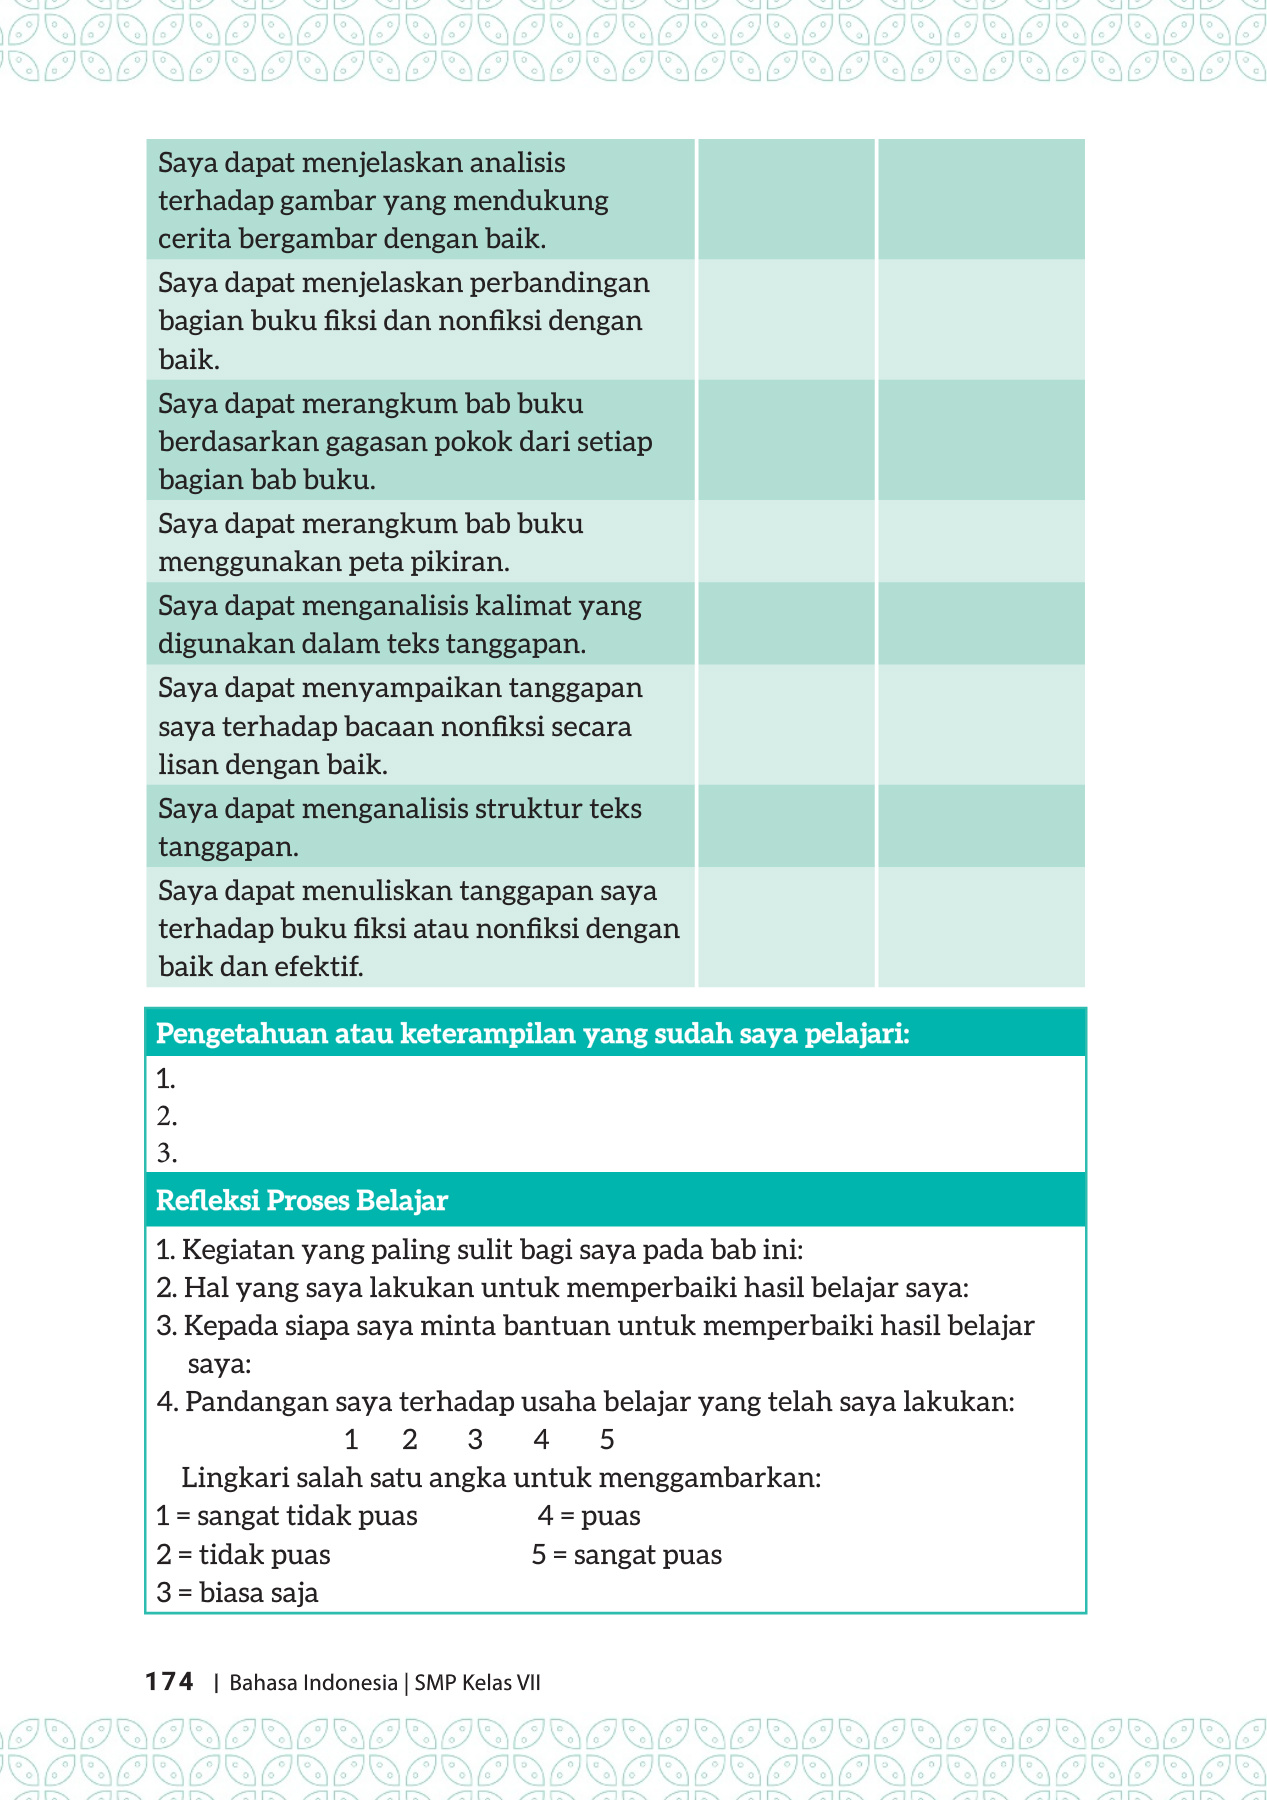 Saya dapat menjelaskan analisis
terhadap gambar yang mendukung
cerita bergambar dengan baik.
Saya dapat menjelaskan perbandingan
bagian buku fiksi dan nonfiksi dengan
baik.
Saya dapat merangkum bab buku
berdasarkan gagasan pokok dari setiap
bagian bab buku.
Saya dapat merangkum bab buku
menggunakan peta pikiran.
Saya dapat menganalisis kalimat yang
digunakan dalam teks tanggapan.
Saya dapat menyampaikan tanggapan
saya terhadap bacaan nonfiksi secara
lisan dengan baik.
Saya dapat menganalisis struktur teks
tanggapan.
Saya dapat menuliskan tanggapan saya
terhadap buku fiksi atau nonfiksi dengan
baik dan efektif.
Pengetahuan atau keterampilan yang sudah saya pelajari:
1.
2.
3.
Refleksi Proses Belajar
1. Kegiatan yang paling sulit bagi saya pada bab ini:
2. Hal yang saya lakukan untuk memperbaiki hasil belajar saya:
3. Kepada siapa saya minta bantuan untuk memperbaiki hasil belajar
saya:
4. Pandangan saya terhadap usaha belajar yang telah saya lakukan:
1 2 3 4 5
Lingkari salah satu angka untuk menggambarkan:
1 = sangat tidak puas 4 = puas
2 = tidak puas 5 = sangat puas
3 = biasa saja
174 | Bahasa Indonesia | SMP Kelas VII